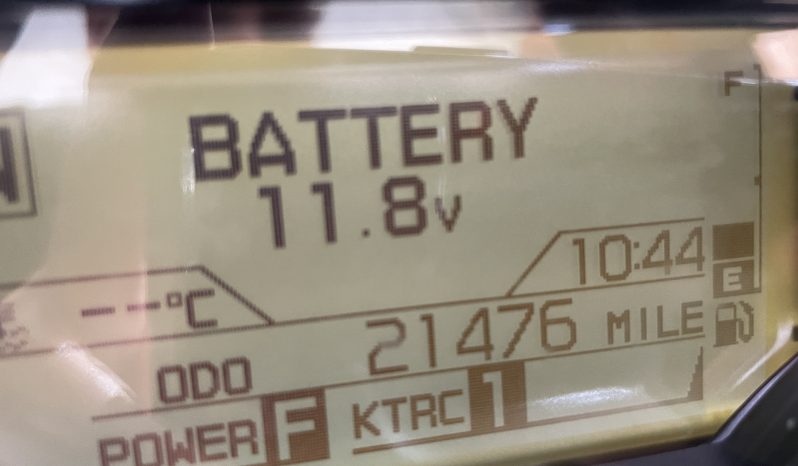 F
BATTERY
11.8V
N
10:44
E
--°C
ODO 21476 MILE
POWER F KTRC 1